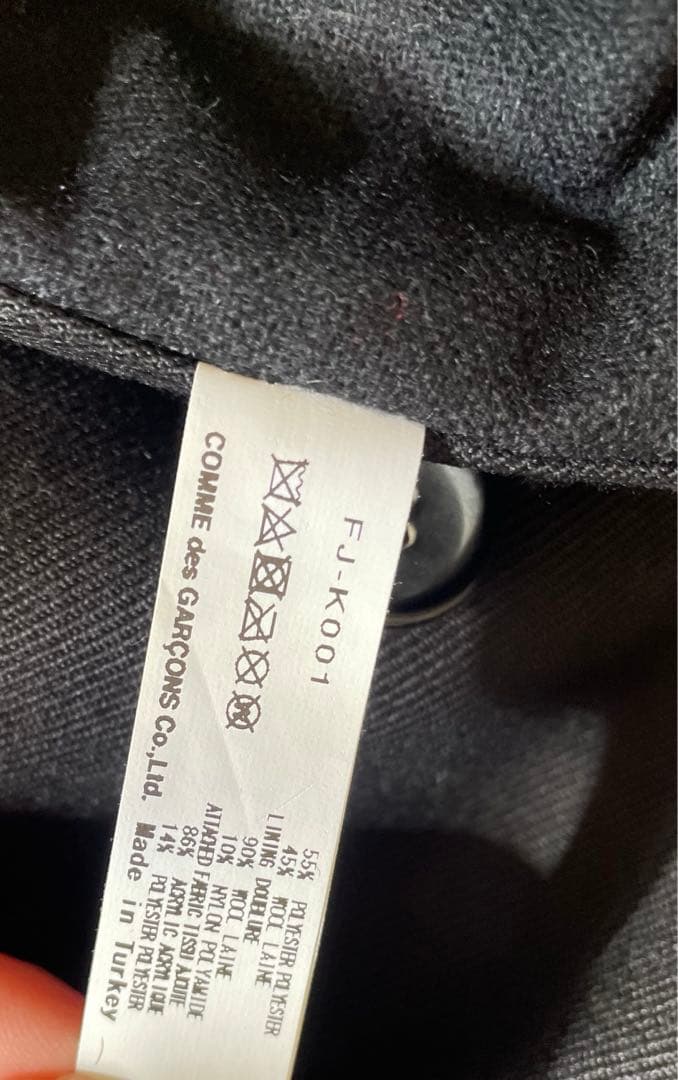 FJ-K001
55% POLYESTER POLYESTER
45% WOOL LAINE
LINING DOUBLURE
90% WOOL LAINE
10% NYLON POLYAMIDE
ATTACHED FABRIC TISSU ADDITE
86% ACRYLIC ACRYLIQUE
14% POLYESTER POLYESTER
COMME des GARÇONS Co.,Ltd. Made in Turkey